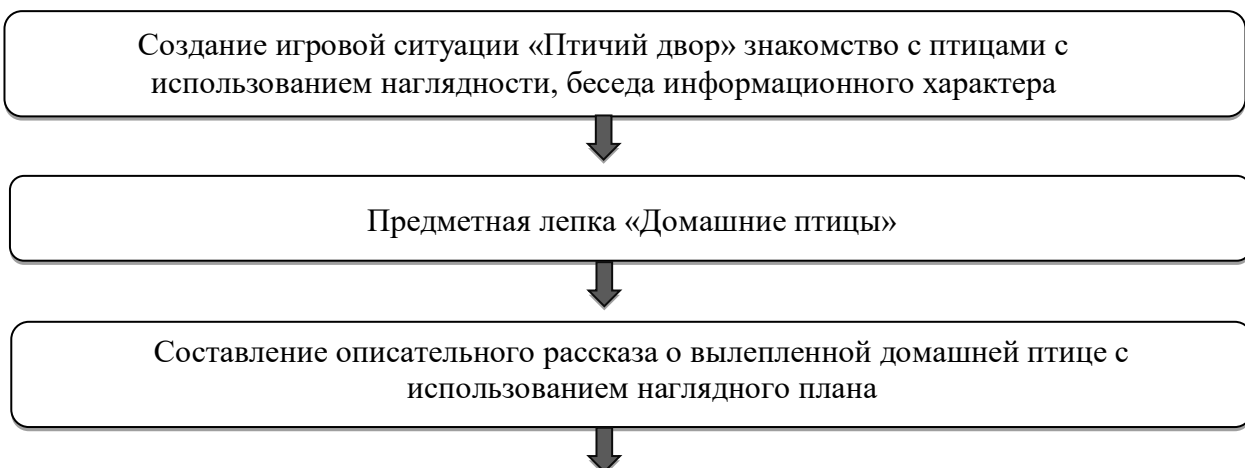 Создание игровой ситуации «Птичий двор» знакомство с птицами с
использованием наглядности, беседа информационного характера
Предметная лепка «Домашние птицы»
Составление описательного рассказа о вылепленной домашней птице с
использованием наглядного плана